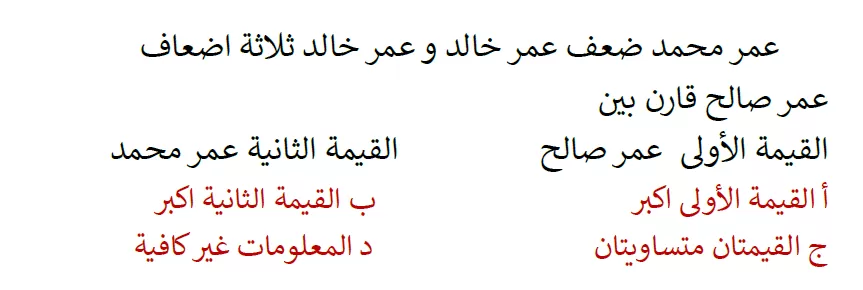 عمر محمد ضعف عمر خالد و عمر خالد ثلاثة اضعاف
عمر صالح قارن بين
القيمة الأولى عمر صالح القيمة الثانية عمر محمد
أ القيمة الأولى اكبر ب القيمة الثانية اكبر
ج القيمتان متساويتان د المعلومات غير كافية